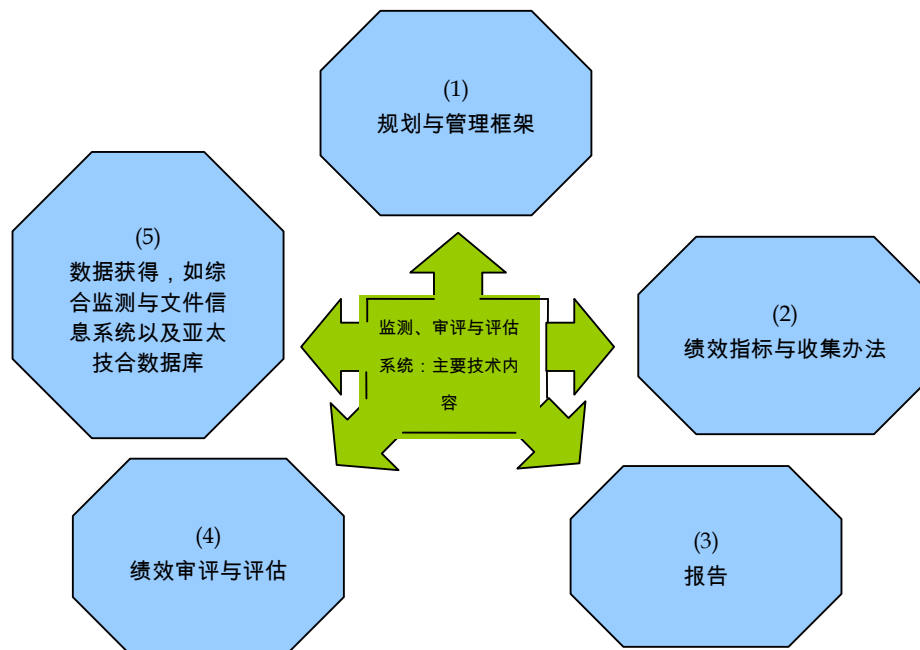 (1)
规划与管理框架
(5)
数据获得，如综
合监测与文件信
息系统以及亚太
技合数据库
监测、审评与评估
系统：主要技术内
容
(2)
绩效指标与收集办法
(4)
绩效审评与评估
(3)
报告